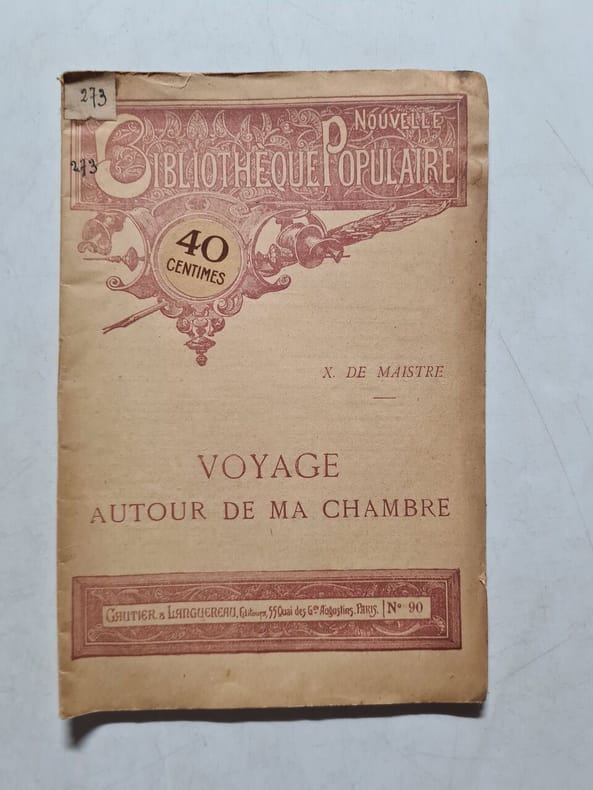 273
NOUVELLE
BIBLIOTHÈQUE POPULAIRE
273
40
CENTIMES
X. DE MAISTRE
VOYAGE
AUTOUR DE MA CHAMBRE
GAUTIER & LANGUEREAU, Éditeurs, 55 Quai des Gds Augustins. PARIS. Nº 90